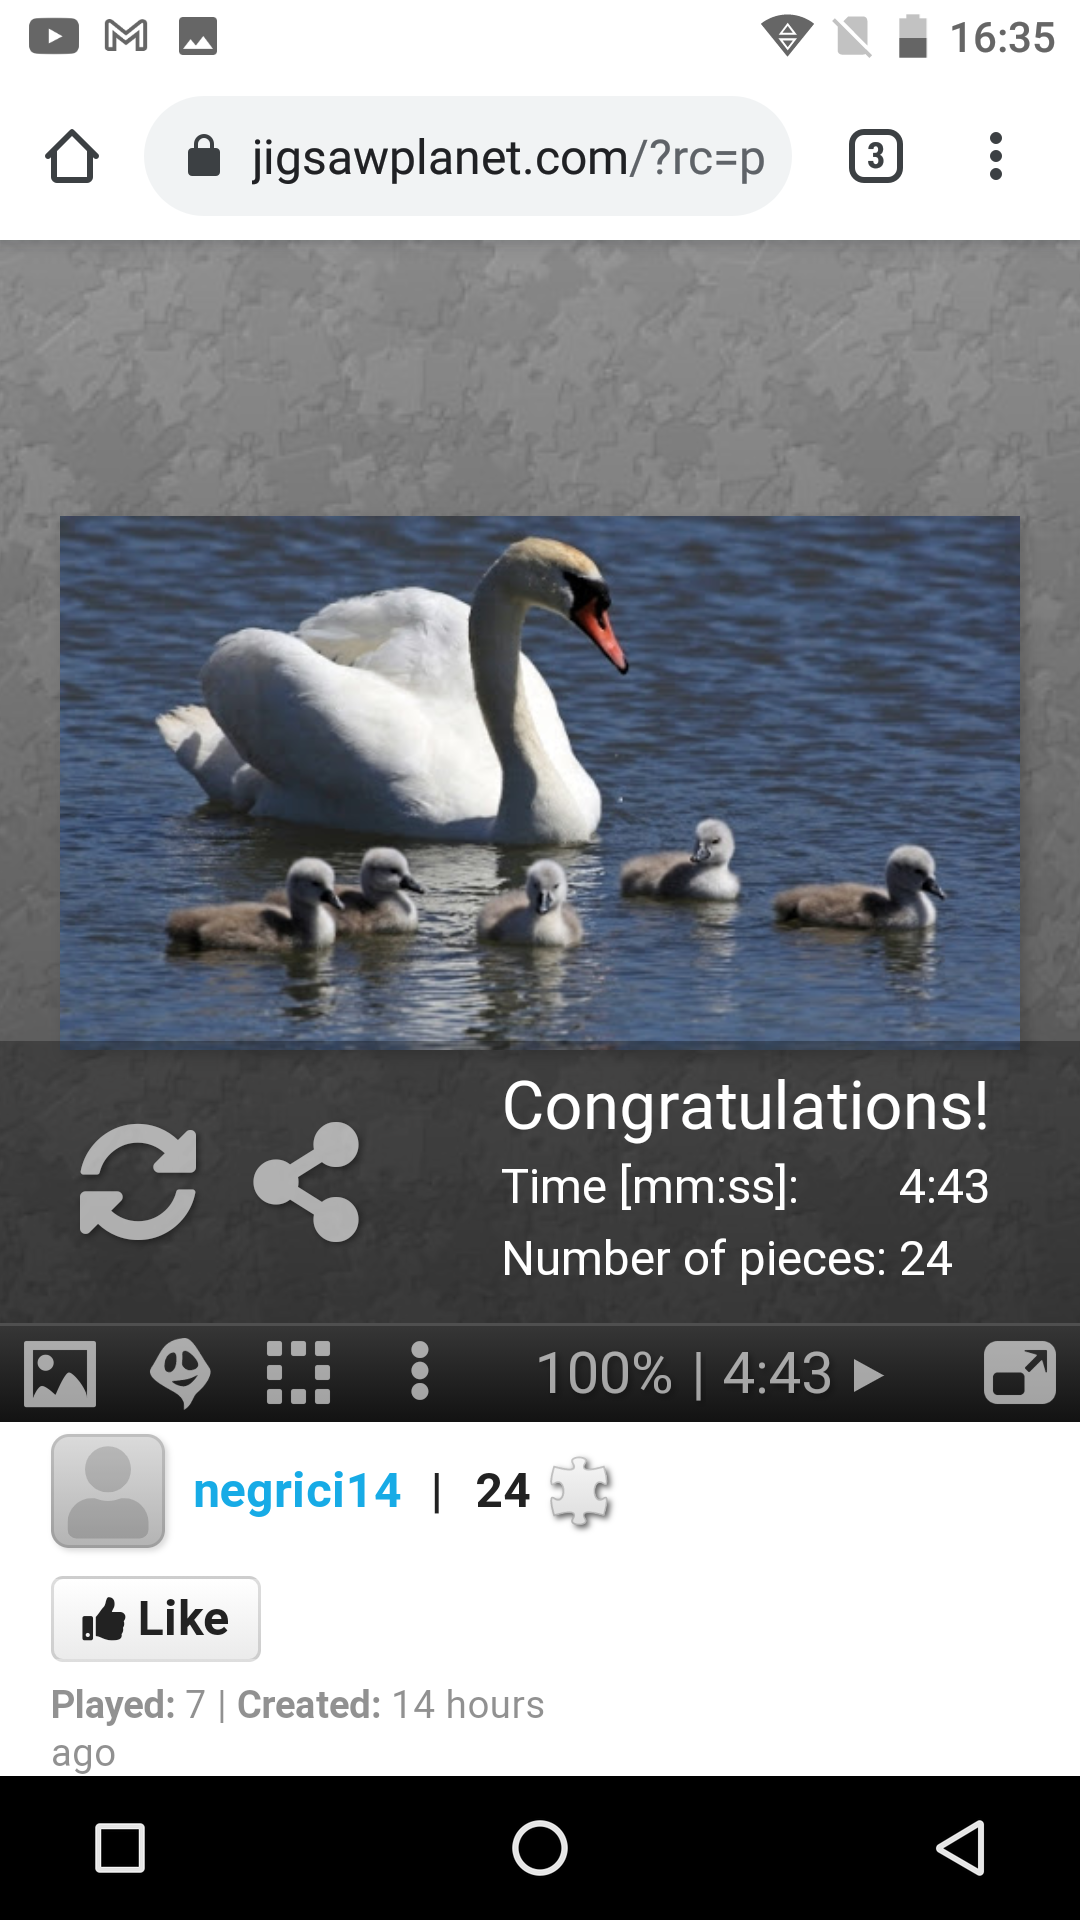 16:35
jigsawplanet.com/?rc=p
3
Congratulations!
Time [mm:ss]: 4:43
Number of pieces: 24
100% | 4:43
negrici14 | 24
Like
Played: 7 | Created: 14 hours
ago